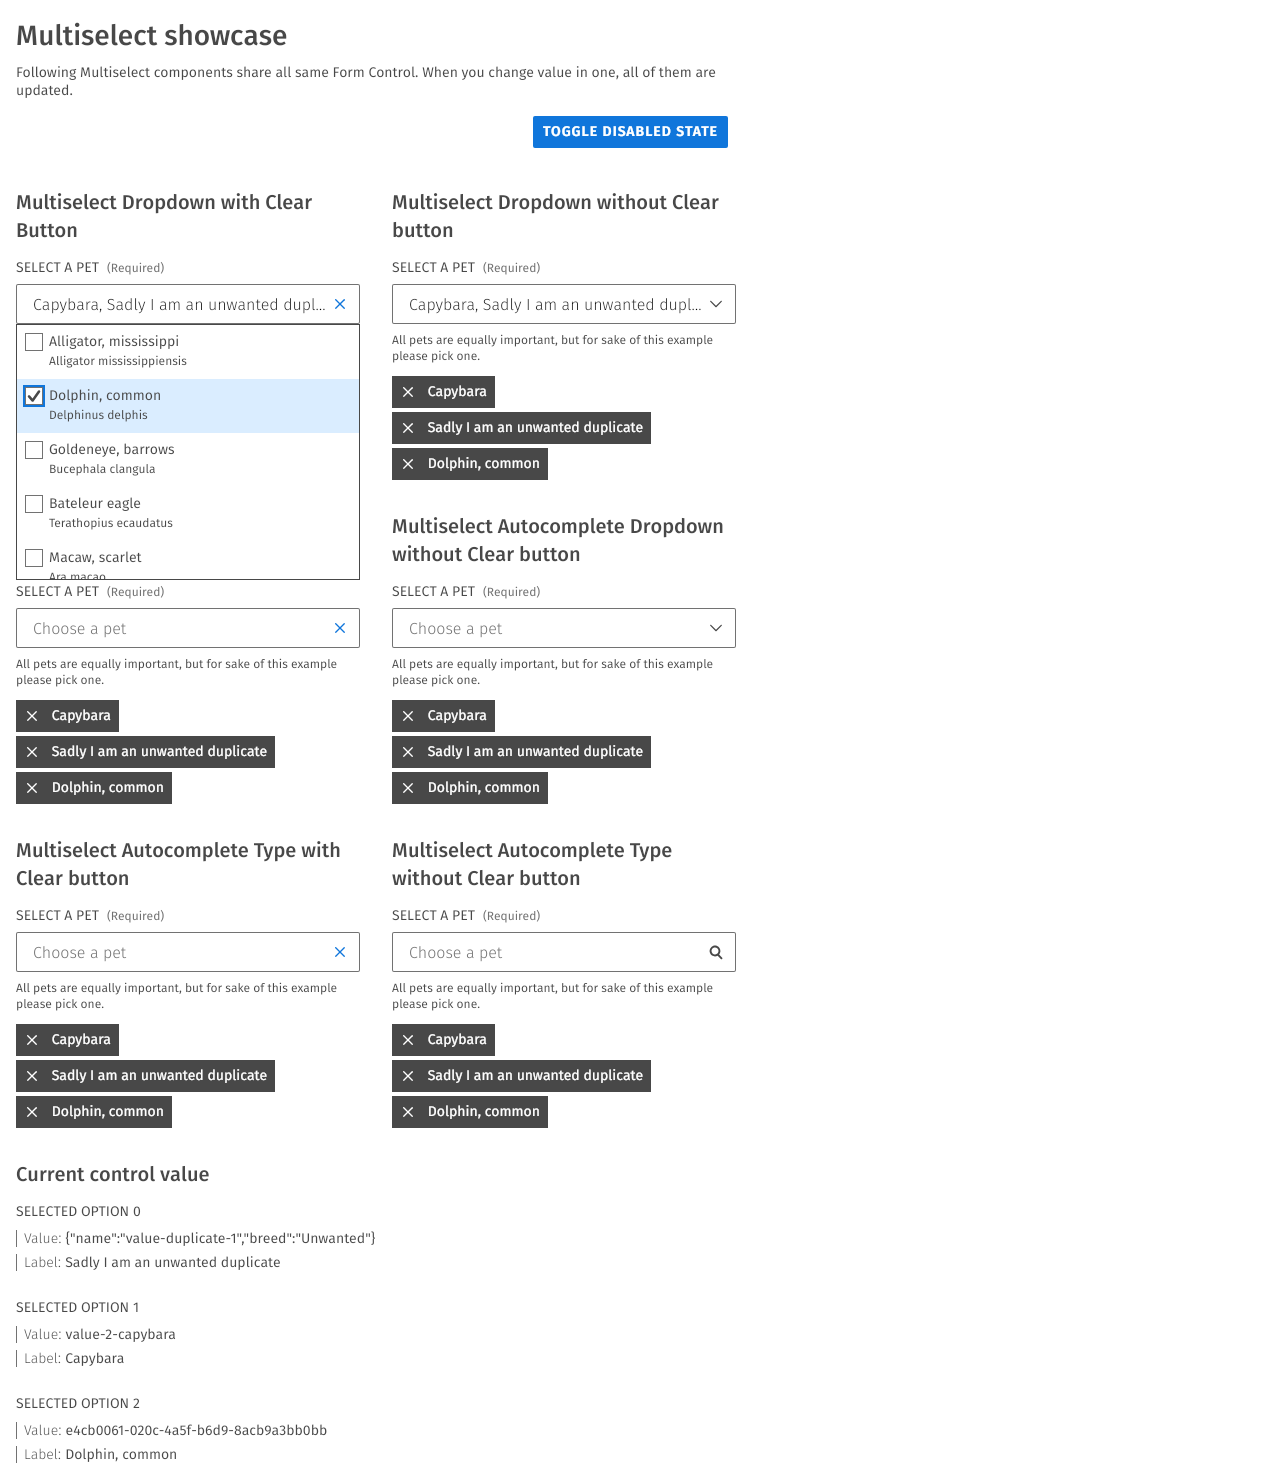 Multiselect showcase
Following Multiselect components share all same Form Control. When you change value in one, all of them are
updated.
TOGGLE DISABLED STATE
Multiselect Dropdown with Clear
Button
SELECT A PET (Required)
Capybara, Sadly I am an unwanted dupl...
Alligator, mississippi
Alligator mississippiensis
Dolphin, common
Delphinus delphis
Goldeneye, barrows
Bucephala clangula
Bateleur eagle
Terathopius ecaudatus
Macaw, scarlet
Ara macao
Multiselect Dropdown without Clear
button
SELECT A PET (Required)
Capybara, Sadly I am an unwanted dupl...
All pets are equally important, but for sake of this example
please pick one.
Capybara
Sadly I am an unwanted duplicate
Dolphin, common
SELECT A PET (Required)
Choose a pet
All pets are equally important, but for sake of this example
please pick one.
Capybara
Sadly I am an unwanted duplicate
Dolphin, common
Multiselect Autocomplete Dropdown
without Clear button
SELECT A PET (Required)
Choose a pet
All pets are equally important, but for sake of this example
please pick one.
Capybara
Sadly I am an unwanted duplicate
Dolphin, common
Multiselect Autocomplete Type with
Clear button
SELECT A PET (Required)
Choose a pet
All pets are equally important, but for sake of this example
please pick one.
Capybara
Sadly I am an unwanted duplicate
Dolphin, common
Multiselect Autocomplete Type
without Clear button
SELECT A PET (Required)
Choose a pet
All pets are equally important, but for sake of this example
please pick one.
Capybara
Sadly I am an unwanted duplicate
Dolphin, common
Current control value
SELECTED OPTION 0
Value: {"name":"value-duplicate-1","breed":"Unwanted"}
Label: Sadly I am an unwanted duplicate
SELECTED OPTION 1
Value: value-2-capybara
Label: Capybara
SELECTED OPTION 2
Value: e4cb0061-020c-4a5f-b6d9-8acb9a3bb0bb
Label: Dolphin, common